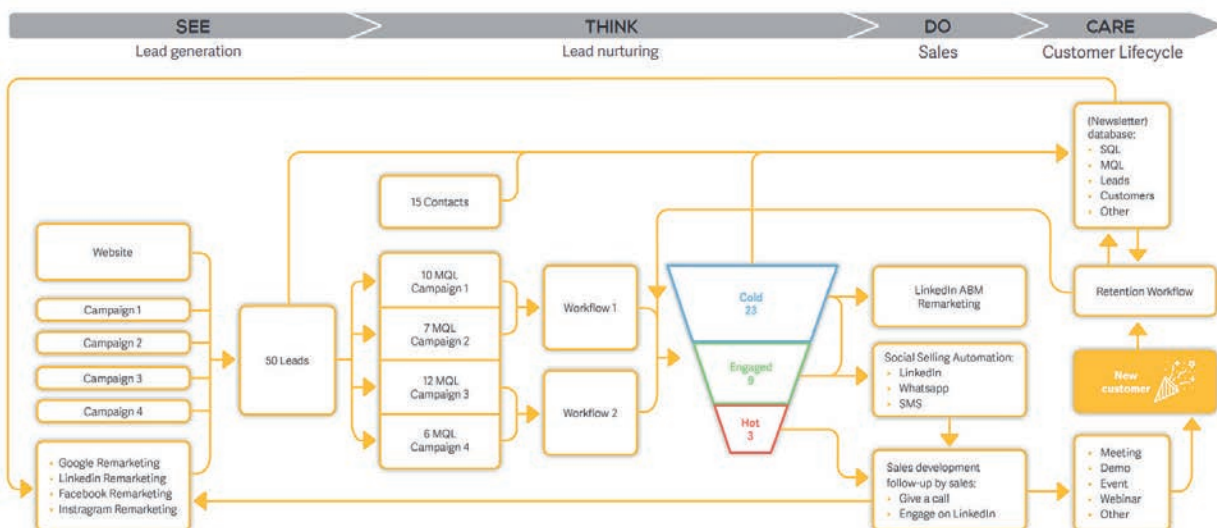 SEE
THINK
DO
CARE
Lead generation
Lead nurturing
Sales
Customer Lifecycle
(Newsletter)
database:
• SQL
• MQL
• Leads
• Customers
• Other
15 Contacts
Website
Campaign 1
Campaign 2
Campaign 3
Campaign 4
• Google Remarketing
• Linkedin Remarketing
• Facebook Remarketing
• Instragram Remarketing
50 Leads
10 MQL
Campaign 1
7 MQL
Campaign 2
12 MQL
Campaign 3
6 MQL
Campaign 4
Workflow 1
Workflow 2
Cold
23
Engaged
9
Hot
3
LinkedIn ABM
Remarketing
Social Selling Automation:
• LinkedIn
• Whatsapp
• SMS
Sales development
follow-up by sales:
• Give a call
• Engage on LinkedIn
Retention Workflow
New
customer
• Meeting
• Demo
• Event
• Webinar
• Other